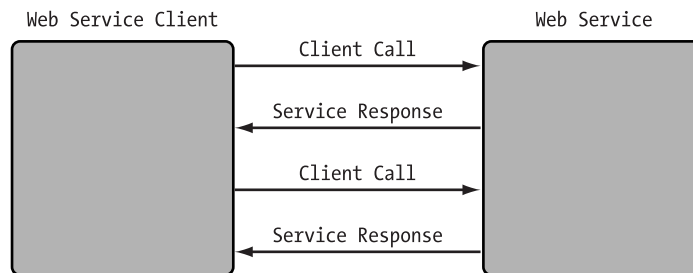 Web Service Client
Web Service
Client Call
Service Response
Client Call
Service Response